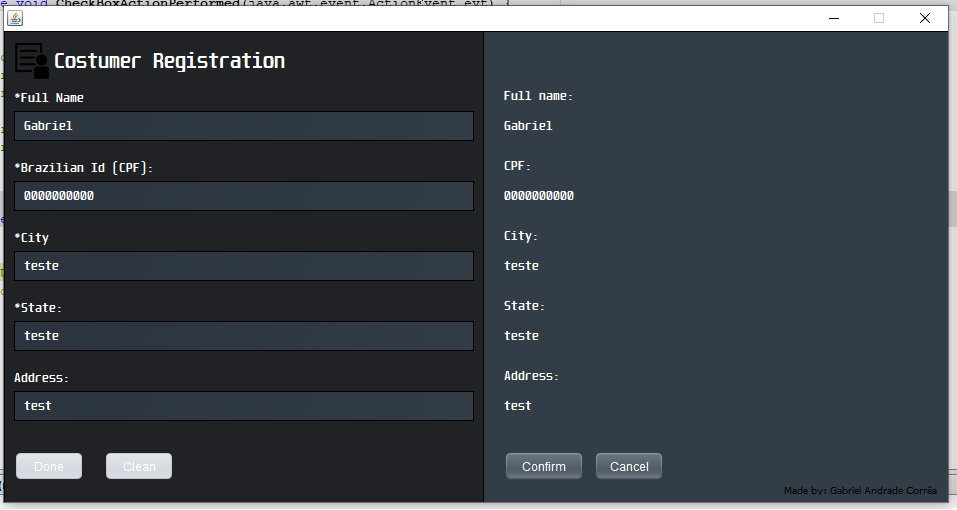 void CheckBoxActionPerformed(java.awt.event.ActionEvent evt) {
Costumer Registration
*Full Name
Gabriel
*Brazilian Id (CPF):
0000000000
*City
teste
*State:
teste
Address:
test
Done
Clean
Full name:
Gabriel
CPF:
0000000000
City:
teste
State:
teste
Address:
test
Confirm
Cancel
Made by: Gabriel Andrade Corrêa